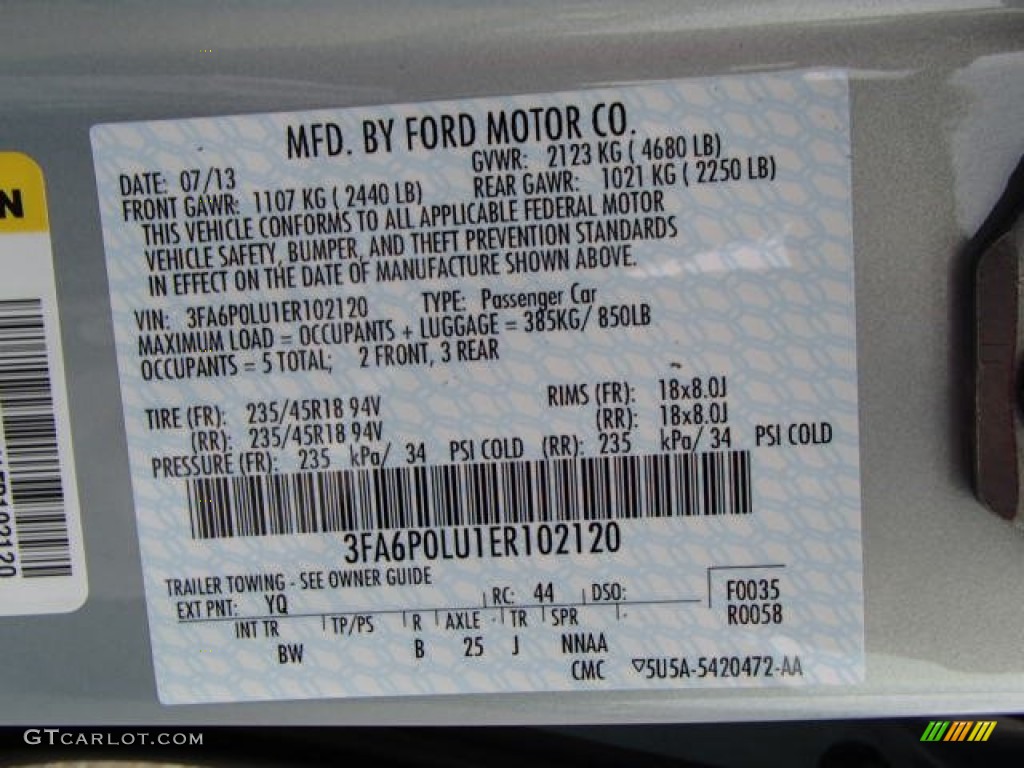 MFD. BY FORD MOTOR CO.
DATE: 07/13 GVWR: 2123 KG ( 4680 LB)
FRONT GAWR: 1107 KG ( 2440 LB) REAR GAWR: 1021 KG ( 2250 LB)
THIS VEHICLE CONFORMS TO ALL APPLICABLE FEDERAL MOTOR
VEHICLE SAFETY, BUMPER, AND THEFT PREVENTION STANDARDS
IN EFFECT ON THE DATE OF MANUFACTURE SHOWN ABOVE.
VIN: 3FA6P0LU1ER102120 TYPE: Passenger Car
MAXIMUM LOAD = OCCUPANTS + LUGGAGE = 385KG/ 850LB
OCCUPANTS = 5 TOTAL; 2 FRONT, 3 REAR
TIRE (FR): 235/45R18 94V RIMS (FR): 18x8.0J
(RR): 235/45R18 94V (RR): 18x8.0J
PRESSURE (FR): 235 kPa/ 34 PSI COLD (RR): 235 kPa/ 34 PSI COLD
3FA6P0LU1ER102120
TRAILER TOWING - SEE OWNER GUIDE
EXT PNT: YQ RC: 44 DSO: F0035
INT TR TP/PS R AXLE TR SPR R0058
BW B 25 J NNAA
CMC ▽5U5A-5420472-AA
N
ER102120
GTCARLOT.COM